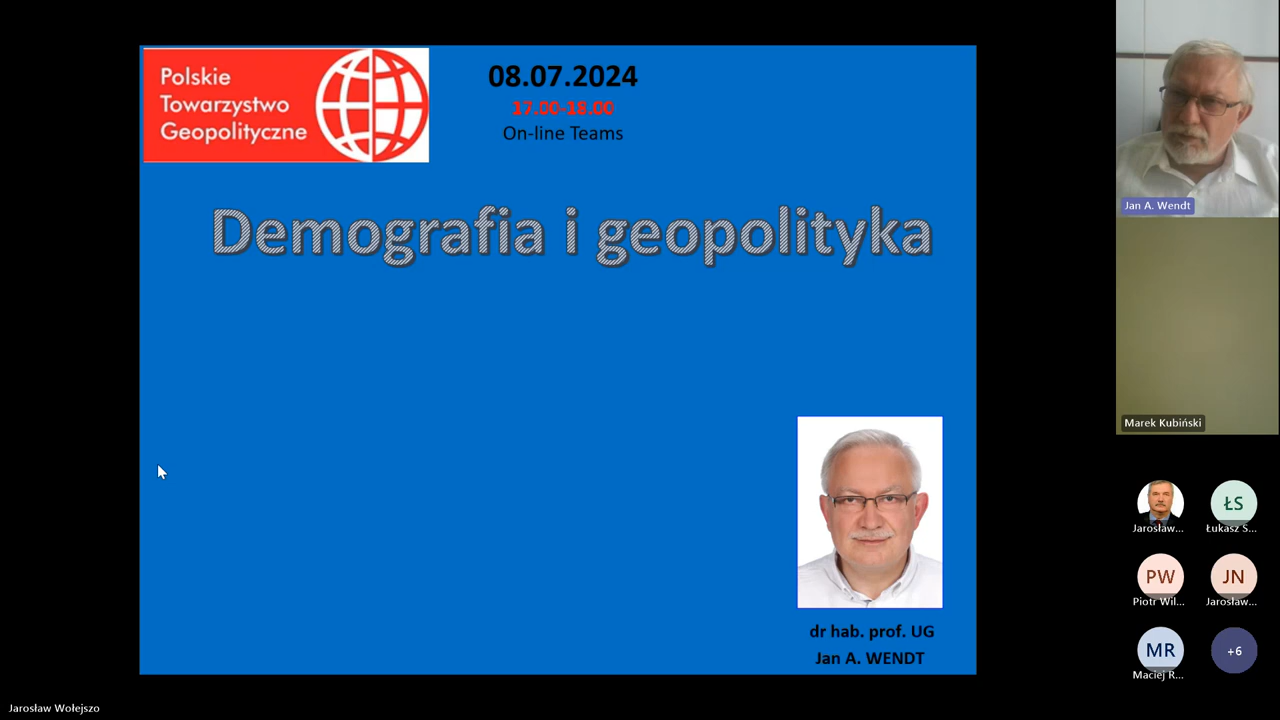 Polskie
Towarzystwo
Geopolityczne
08.07.2024
17.00-18.00
On-line Teams
Demografia i geopolityka
dr hab. prof. UG
Jan A. WENDT
Jan A. Wendt
Marek Kubiński
Jarosław...
ŁS
Łukasz S...
PW
Piotr Wil...
JN
Jarosław...
MR
Maciej R...
+6
Jarosław Wołejszo